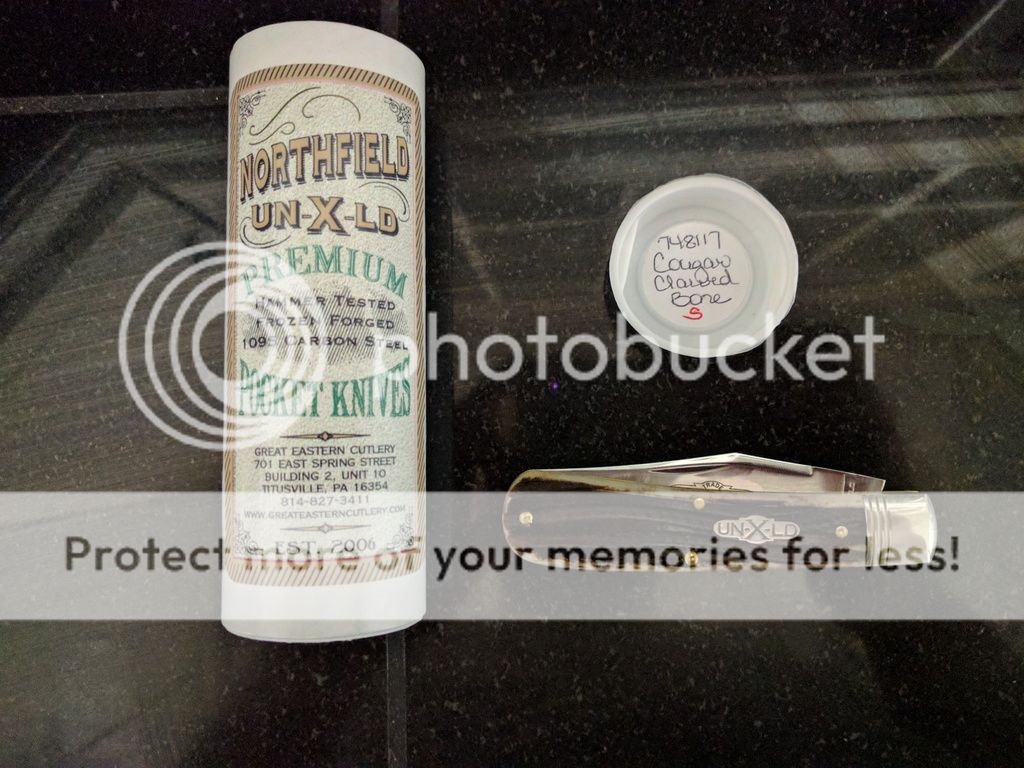 NORTHFIELD
UN-X-LD
PREMIUM
HAMMER TESTED
FROZEN FORGED
1095 CARBON STEEL
POCKET KNIVES
GREAT EASTERN CUTLERY
701 EAST SPRING STREET
BUILDING 2, UNIT 10
TITUSVILLE, PA 16354
814-827-3411
WWW.GREATEASTERNCUTLERY.COM
EST. 2006
748117
Cougar
Clawed
Bone
S
TRADE
UN-X-LD
photobucket
Protect more of your memories for less!